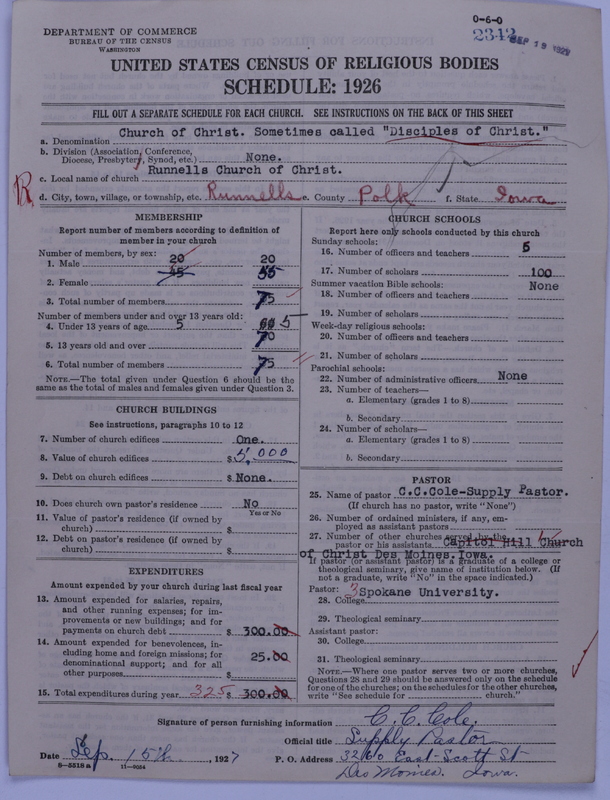 O-6-0
DEPARTMENT OF COMMERCE
BUREAU OF THE CENSUS
WASHINGTON
2342 SEP 19 1927
UNITED STATES CENSUS OF RELIGIOUS BODIES
SCHEDULE: 1926
FILL OUT A SEPARATE SCHEDULE FOR EACH CHURCH. SEE INSTRUCTIONS ON THE BACK OF THIS SHEET
a. Denomination Church of Christ. Sometimes called "Disciples of Christ."
b. Division (Association, Conference,
Diocese, Presbytery, Synod, etc.) None.
c. Local name of church Runnells Church of Christ.
R d. City, town, village, or township, etc. Runnells e. County Polk f. State Iowa
MEMBERSHIP
Report number of members according to definition of
member in your church
Number of members, by sex:
1. Male 20 20
2. Female 55
3. Total number of members 75
Number of members under and over 13 years old:
4. Under 13 years of age 5 5
5. 13 years old and over 70
6. Total number of members 75
NOTE.—The total given under Question 6 should be the
same as the total of males and females given under Question 3.
CHURCH BUILDINGS
See instructions, paragraphs 10 to 12
7. Number of church edifices One.
8. Value of church edifices $5,000
9. Debt on church edifices $None.
10. Does church own pastor's residence No
Yes or No
11. Value of pastor's residence (if owned by
church) $
12. Debt on pastor's residence (if owned by
church) $
EXPENDITURES
Amount expended by your church during last fiscal year
13. Amount expended for salaries, repairs,
and other running expenses; for im-
provements or new buildings; and for
payments on church debt $ 300.00
14. Amount expended for benevolences, in-
cluding home and foreign missions; for
denominational support; and for all
other purposes $ 25.00
15. Total expenditures during year 325 $ 300.00
CHURCH SCHOOLS
Report here only schools conducted by this church
Sunday schools:
16. Number of officers and teachers 5
17. Number of scholars 100
Summer vacation Bible schools: None
18. Number of officers and teachers
19. Number of scholars
Week-day religious schools:
20. Number of officers and teachers
21. Number of scholars
Parochial schools:
22. Number of administrative officers None
23. Number of teachers—
a. Elementary (grades 1 to 8)
b. Secondary
24. Number of scholars—
a. Elementary (grades 1 to 8)
b. Secondary
PASTOR
25. Name of pastor C.C.Cole-Supply Pastor.
(If church has no pastor, write "None")
26. Number of ordained ministers, if any, em-
ployed as assistant pastors
27. Number of other churches served by the
pastor or his assistants Capitol Hill Church
of Christ Des Moines, Iowa.
If pastor (or assistant pastor) is a graduate of a college or
theological seminary, give name of institution below. (If
not a graduate, write "No" in the space indicated.)
Pastor: 3 Spokane University.
28. College
29. Theological seminary
Assistant pastor:
30. College
31. Theological seminary
NOTE.—Where one pastor serves two or more churches,
Questions 28 and 29 should be answered only on the schedule
for one of the churches; on the schedules for the other churches,
write "See schedule for church."
Signature of person furnishing information C. C. Cole.
Official title Supply Pastor
Date Sep. 15th, 1927 P. O. Address 3260 East-Scott St
8-5518a 11-9034 Des Moines. Iowa.